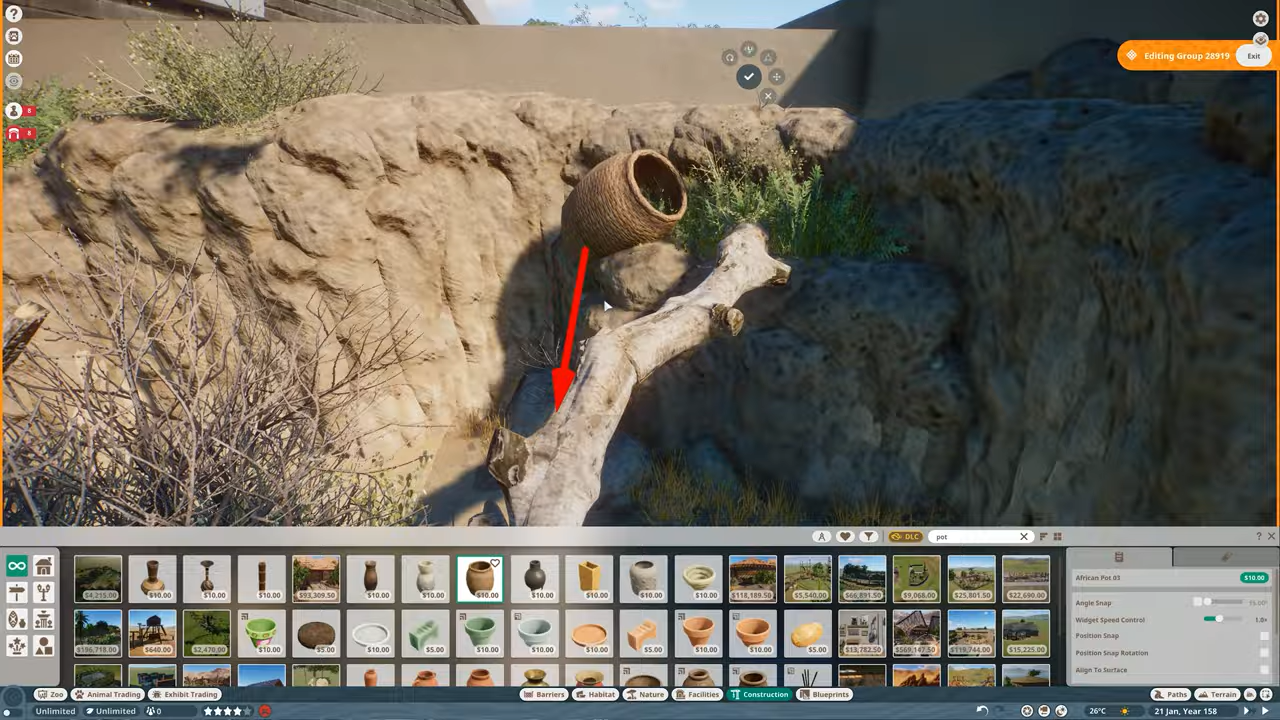 ?
Editing Group 28919
Exit
8
8
DLC
pot
? ×
$4,215.00
$10.00
$10.00
$10.00
$93,309.50
$10.00
$10.00
$10.00
$10.00
$10.00
$10.00
$10.00
$118,189.50
$5,540.00
$66,891.50
$9,068.00
$25,801.50
$22,690.00
African Pot 03
$10.00
Angle Snap
Widget Speed Control
1.0×
Position Snap
Position Snap Rotation
Align To Surface
$196,718.00
$640.00
$2,470.00
$10.00
$5.00
$10.00
$5.00
$10.00
$10.00
$10.00
$5.00
$10.00
$10.00
$5.00
$13,782.50
$569,147.50
$119,744.00
$15,225.00
Zoo
Animal Trading
Exhibit Trading
Barriers
Habitat
Nature
Facilities
Construction
Blueprints
Paths
Terrain
Unlimited
Unlimited
0
26°C
21 Jan, Year 158